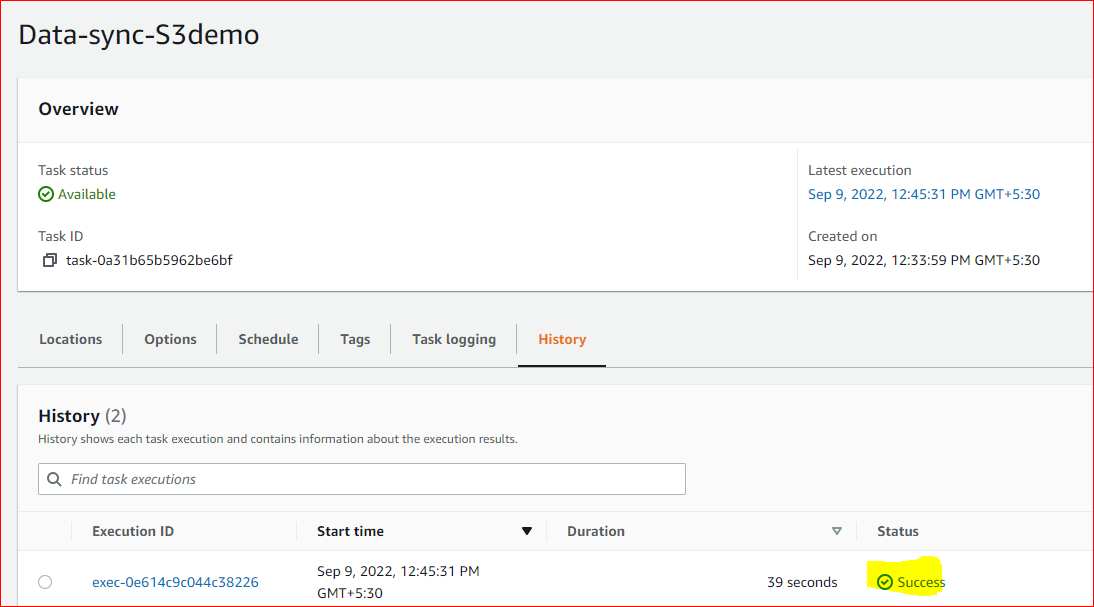 Data-sync-S3demo
Overview
Task status
Available
Task ID
task-0a31b65b5962be6bf
Latest execution
Sep 9, 2022, 12:45:31 PM GMT+5:30
Created on
Sep 9, 2022, 12:33:59 PM GMT+5:30
Locations Options Schedule Tags Task logging History
History (2)
History shows each task execution and contains information about the execution results.
Find task executions
Execution ID Start time Duration Status
exec-0e614c9c044c38226 Sep 9, 2022, 12:45:31 PM 39 seconds Success
GMT+5:30